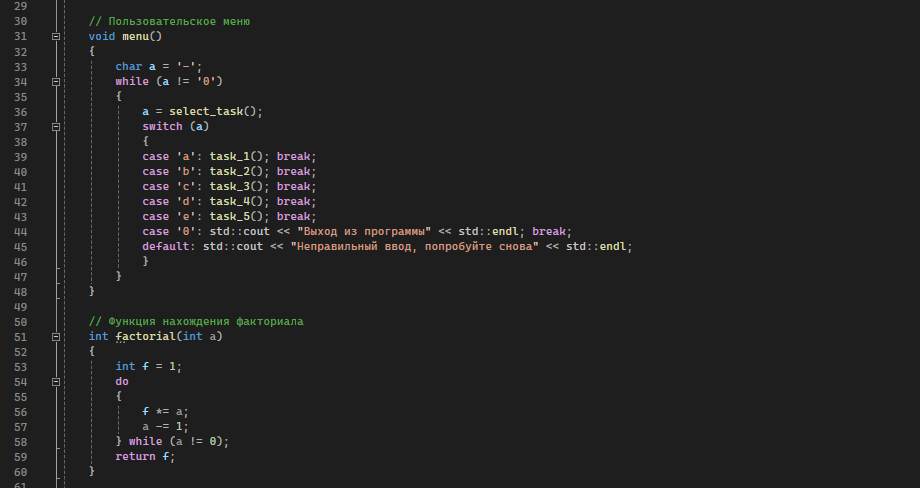 29
30 // Пользовательское меню
31 void menu()
32 {
33 char a = '-';
34 while (a != '0')
35 {
36 a = select_task();
37 switch (a)
38 {
39 case 'a': task_1(); break;
40 case 'b': task_2(); break;
41 case 'c': task_3(); break;
42 case 'd': task_4(); break;
43 case 'e': task_5(); break;
44 case '0': std::cout << "Выход из программы" << std::endl; break;
45 default: std::cout << "Неправильный ввод, попробуйте снова" << std::endl;
46 }
47 }
48 }
49
50 // Функция нахождения факториала
51 int factorial(int a)
52 {
53 int f = 1;
54 do
55 {
56 f *= a;
57 a -= 1;
58 } while (a != 0);
59 return f;
60 }
61